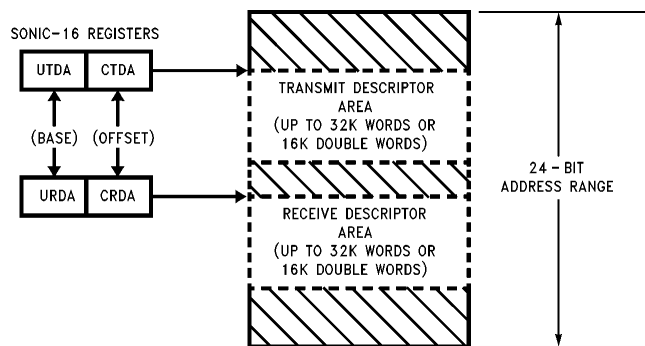 SONIC-16 REGISTERS
UTDA CTDA
(BASE) (OFFSET)
URDA CRDA
TRANSMIT DESCRIPTOR
AREA
(UP TO 32K WORDS OR
16K DOUBLE WORDS)
RECEIVE DESCRIPTOR
AREA
(UP TO 32K WORDS OR
16K DOUBLE WORDS)
24-BIT
ADDRESS RANGE